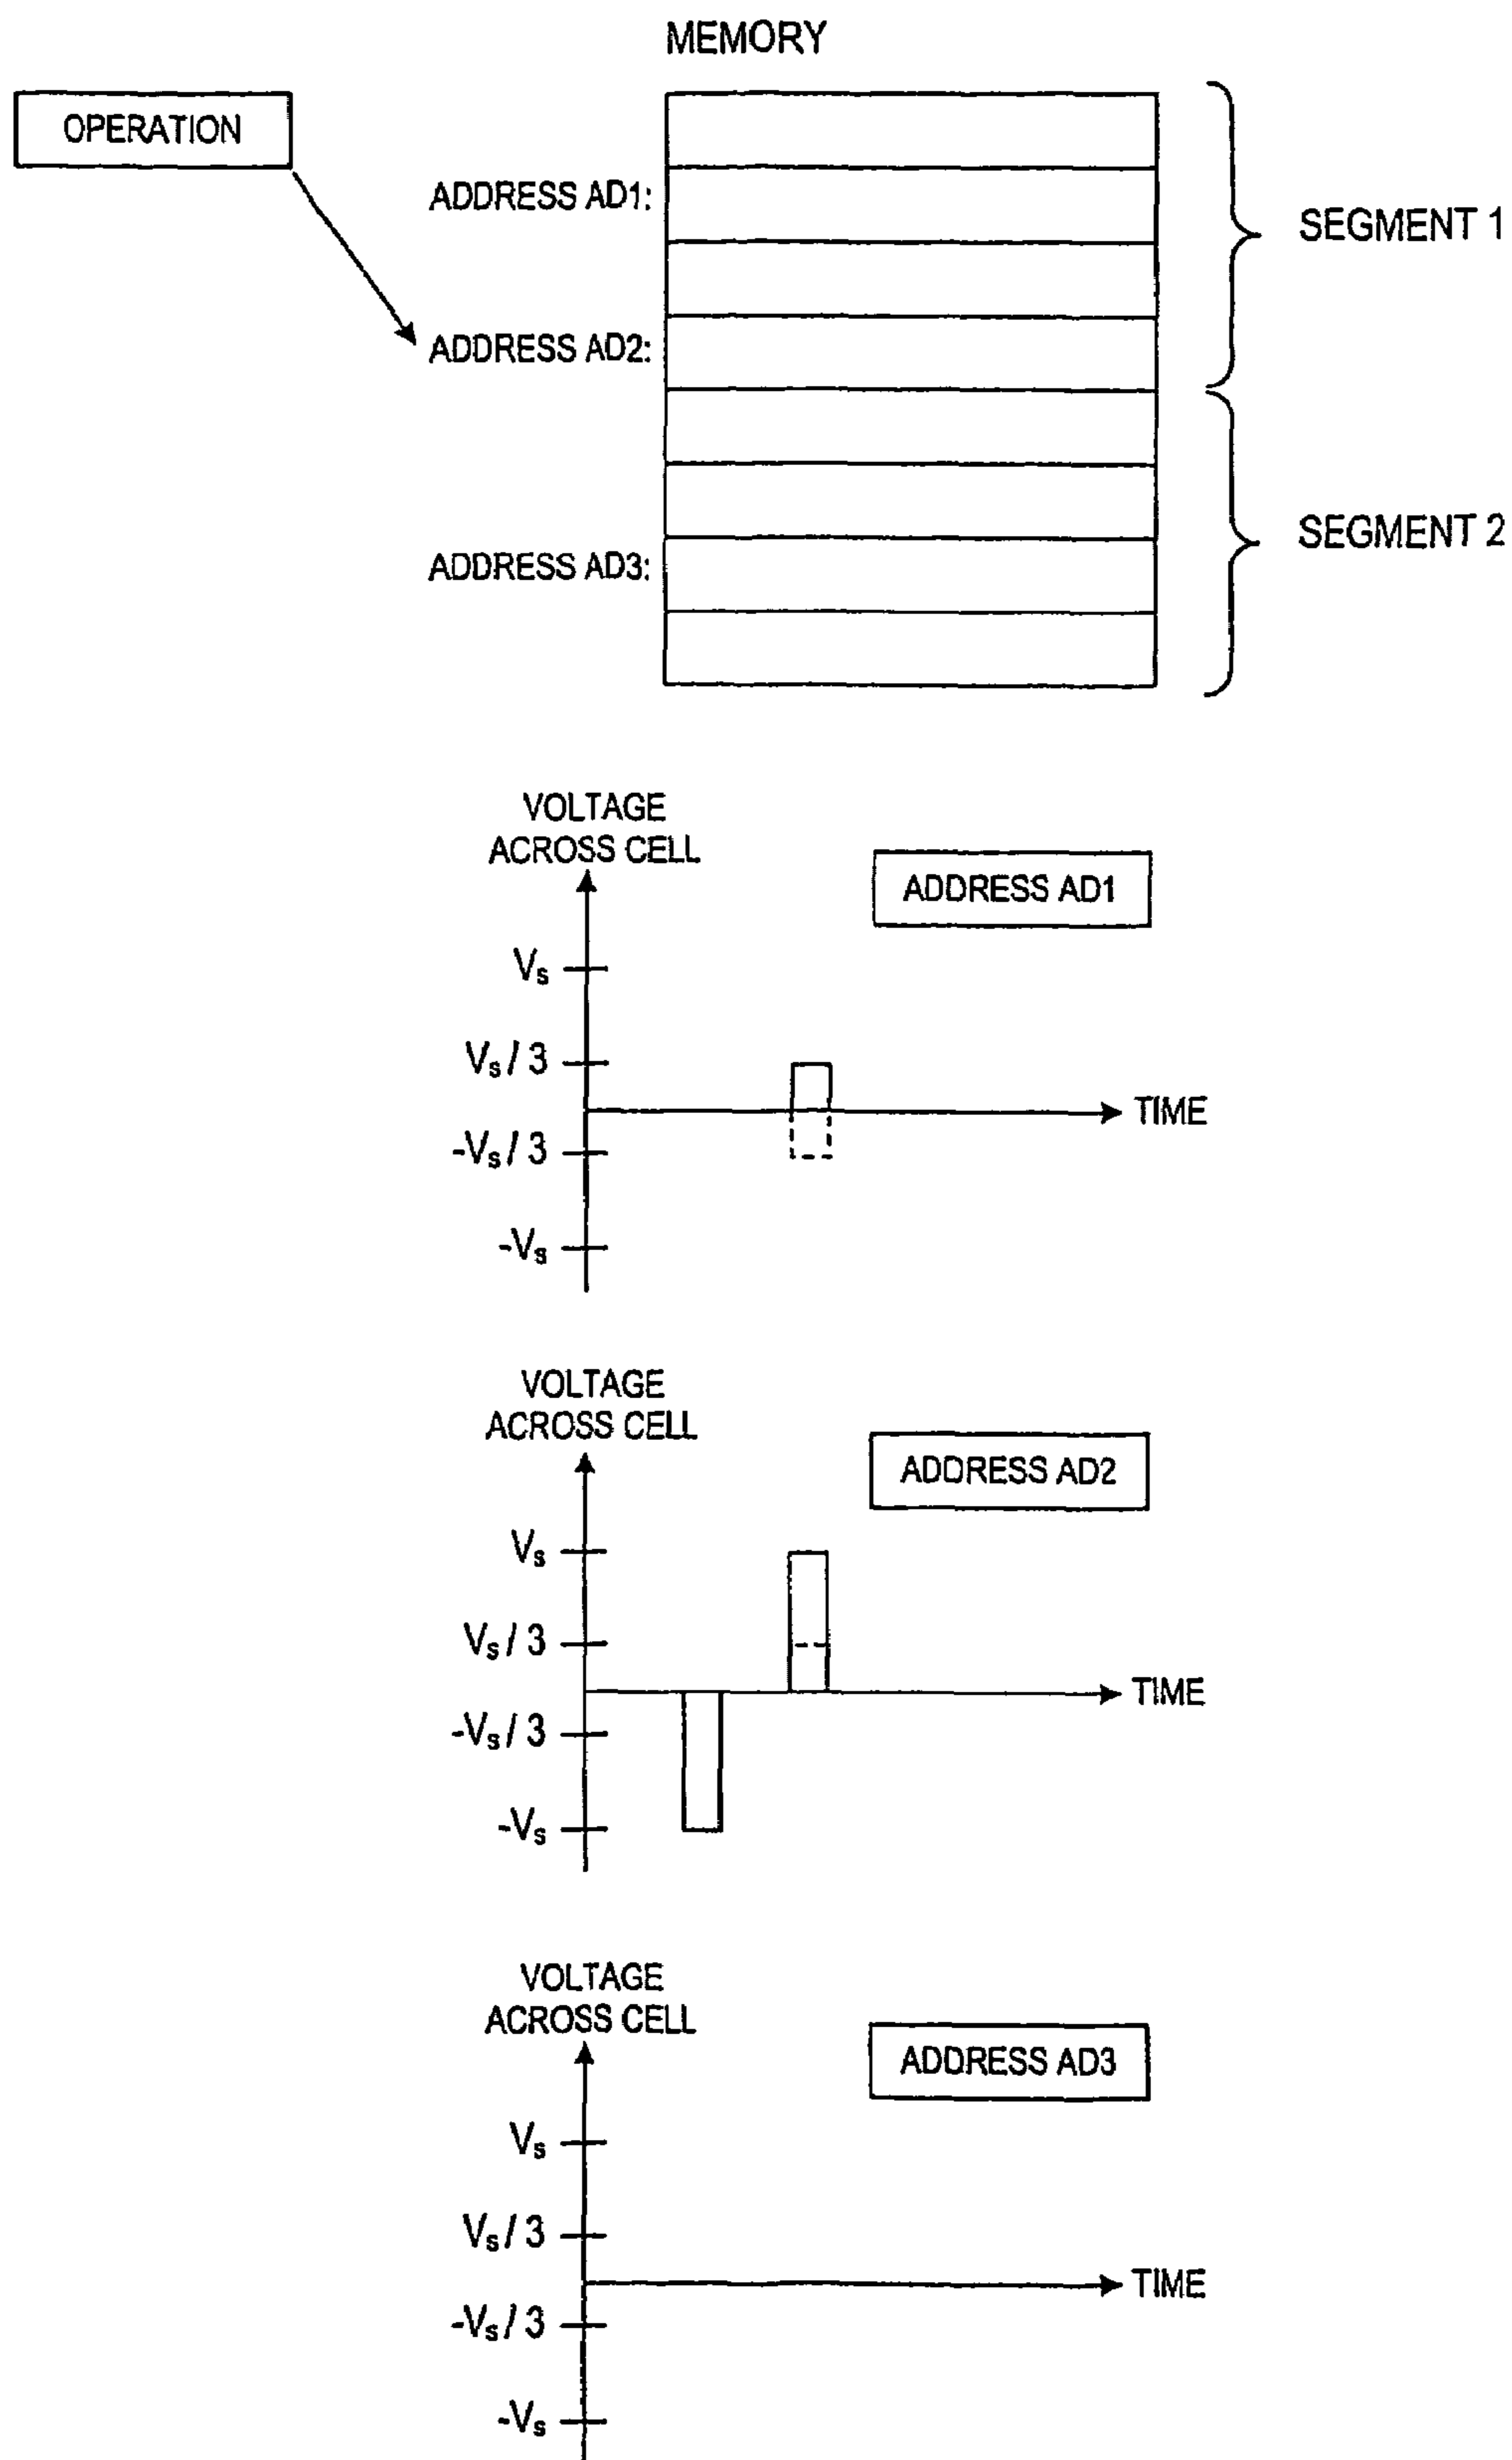 MEMORY
OPERATION
ADDRESS AD1:
SEGMENT 1
ADDRESS AD2:
SEGMENT 2
ADDRESS AD3:
VOLTAGE
ACROSS CELL
ADDRESS AD1
Vs
Vs / 3
TIME
-Vs / 3
-Vs
VOLTAGE
ACROSS CELL
ADDRESS AD2
Vs
Vs / 3
TIME
-Vs / 3
-Vs
VOLTAGE
ACROSS CELL
ADDRESS AD3
Vs
Vs / 3
TIME
-Vs / 3
-Vs